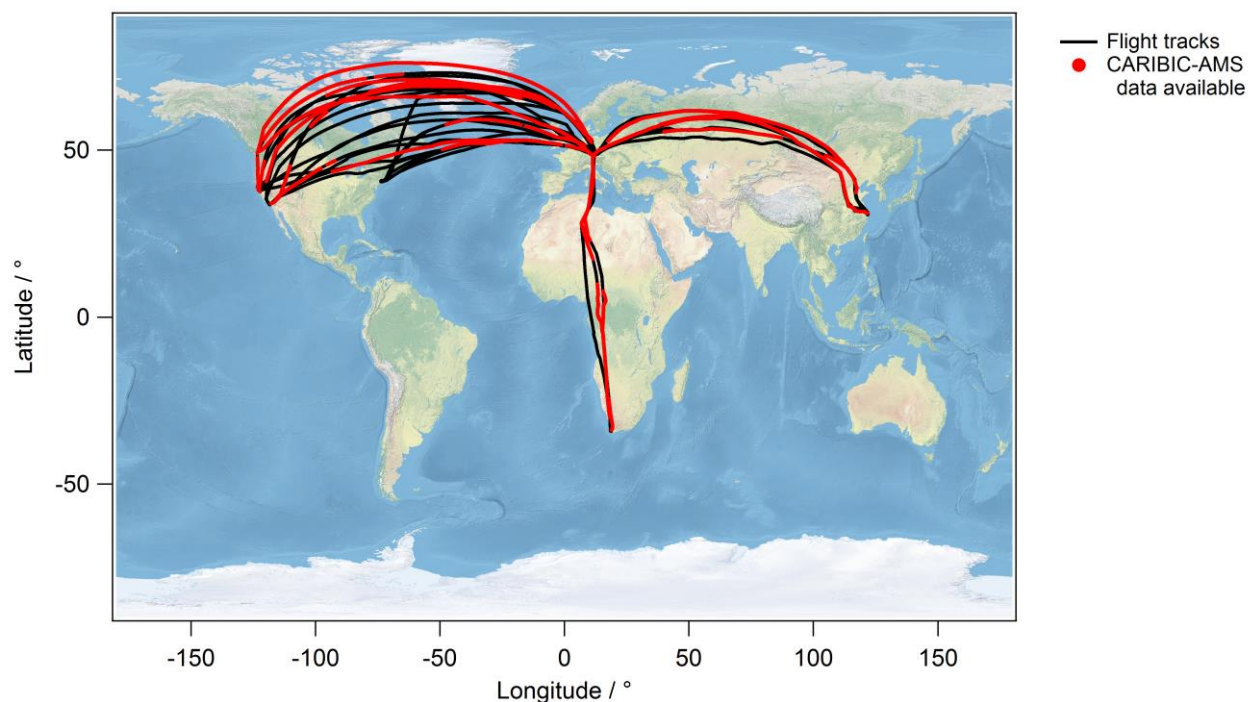 Flight tracks
CARIBIC-AMS
data available
50
0
-50
Latitude / °
-150
-100
-50
0
50
100
150
Longitude / °